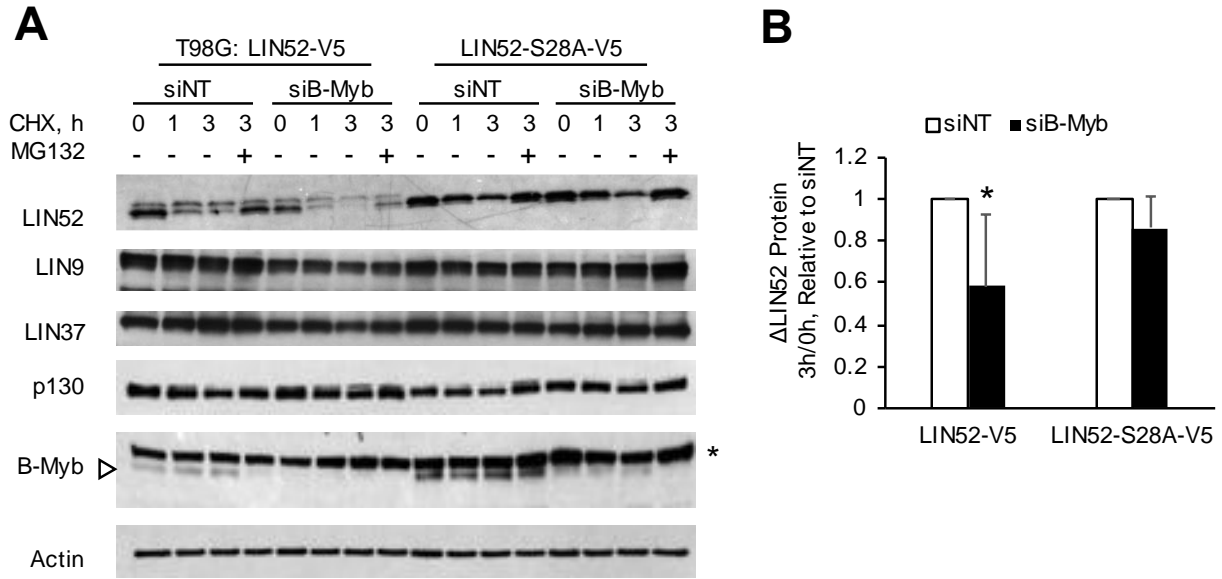 A
T98G: LIN52-V5 LIN52-S28A-V5
siNT siB-Myb siNT siB-Myb
CHX, h 0 1 3 3 0 1 3 3 0 1 3 3 0 1 3 3
MG132 - - - + - - - + - - - + - - - +
LIN52
LIN9
LIN37
p130
B-Myb *
Actin
B
siNT siB-Myb
ΔLIN52 Protein
3h/0h, Relative to siNT
1.2
1
0.8
0.6
0.4
0.2
0
*
LIN52-V5 LIN52-S28A-V5